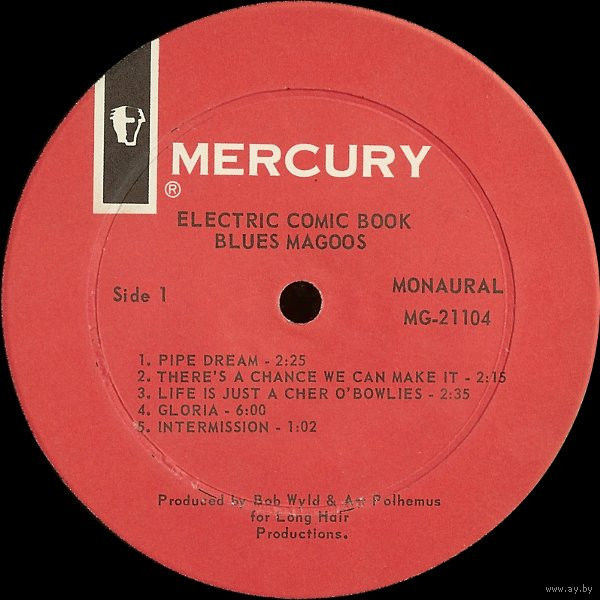 MERCURY
®
ELECTRIC COMIC BOOK
BLUES MAGOOS
Side 1
MONAURAL
MG-21104
1. PIPE DREAM - 2:25
2. THERE'S A CHANCE WE CAN MAKE IT - 2:15
3. LIFE IS JUST A CHER O'BOWLIES - 2:35
4. GLORIA - 6:00
5. INTERMISSION - 1:02
Produced by Bob Wyld & Art Polhemus
for Long Hair
Productions.
www.ay.by